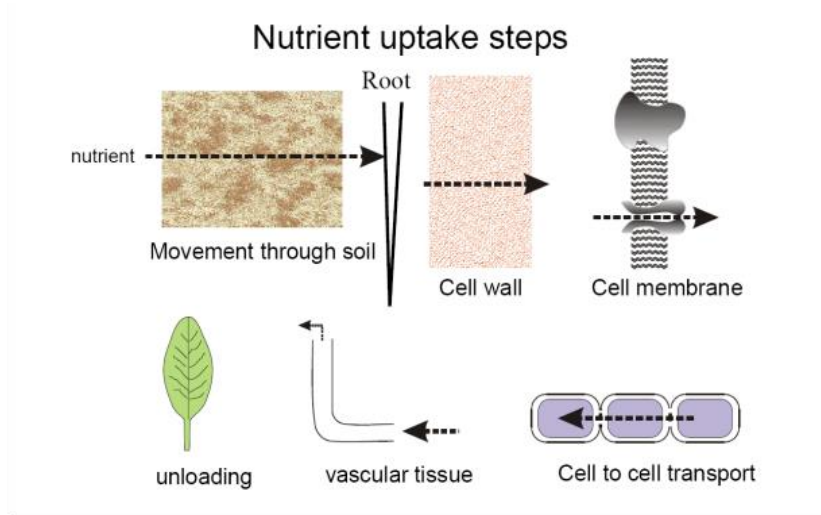 Nutrient uptake steps
Root
nutrient
Movement through soil
Cell wall
Cell membrane
unloading
vascular tissue
Cell to cell transport